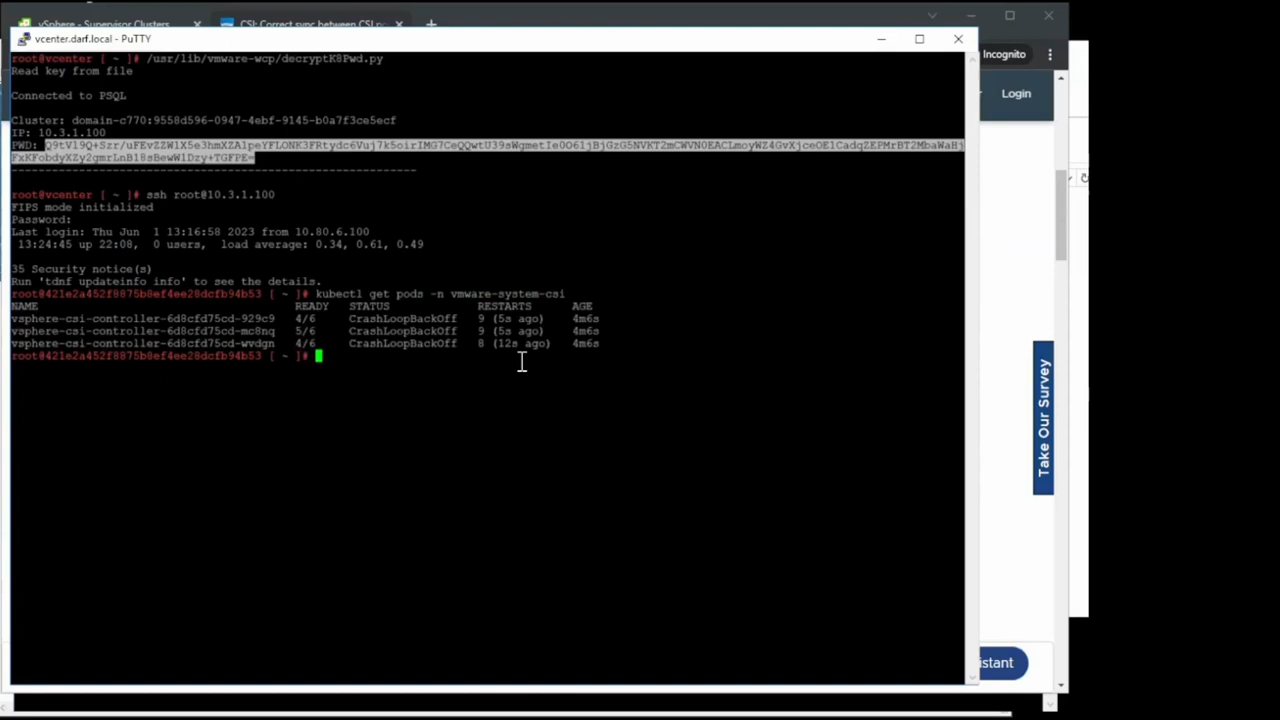 vSphere - Supervisor Clusters
CSI: Correct sync between CSI
vcenter.darf.local - PuTTY
Incognito
Login
root@vcenter [ ~ ]# /usr/lib/vmware-wcp/decryptK8Pwd.py
Read key from file
Connected to PSQL
Cluster: domain-c770:9558d596-0947-4ebf-9145-b0a7f3ce5ecf
IP: 10.3.1.100
PWD:
------------------------------------------------------------
root@vcenter [ ~ ]# ssh root@10.3.1.100
FIPS mode initialized
Password:
Last login: Thu Jun 1 13:16:58 2023 from 10.80.6.100
13:24:45 up 22:08, 0 users, load average: 0.34, 0.61, 0.49
35 Security notice(s)
Run 'tdnf updateinfo info' to see the details.
root@421e2a452f8875b8ef4ee28dcfb94b53 [ ~ ]# kubectl get pods -n vmware-system-csi
NAME READY STATUS RESTARTS AGE
vsphere-csi-controller-6d8cfd75cd-929c9 4/6 CrashLoopBackOff 9 (5s ago) 4m6s
vsphere-csi-controller-6d8cfd75cd-mc8nq 5/6 CrashLoopBackOff 9 (5s ago) 4m6s
vsphere-csi-controller-6d8cfd75cd-wvdgn 4/6 CrashLoopBackOff 8 (12s ago) 4m6s
root@421e2a452f8875b8ef4ee28dcfb94b53 [ ~ ]#
Take Our Survey
istant